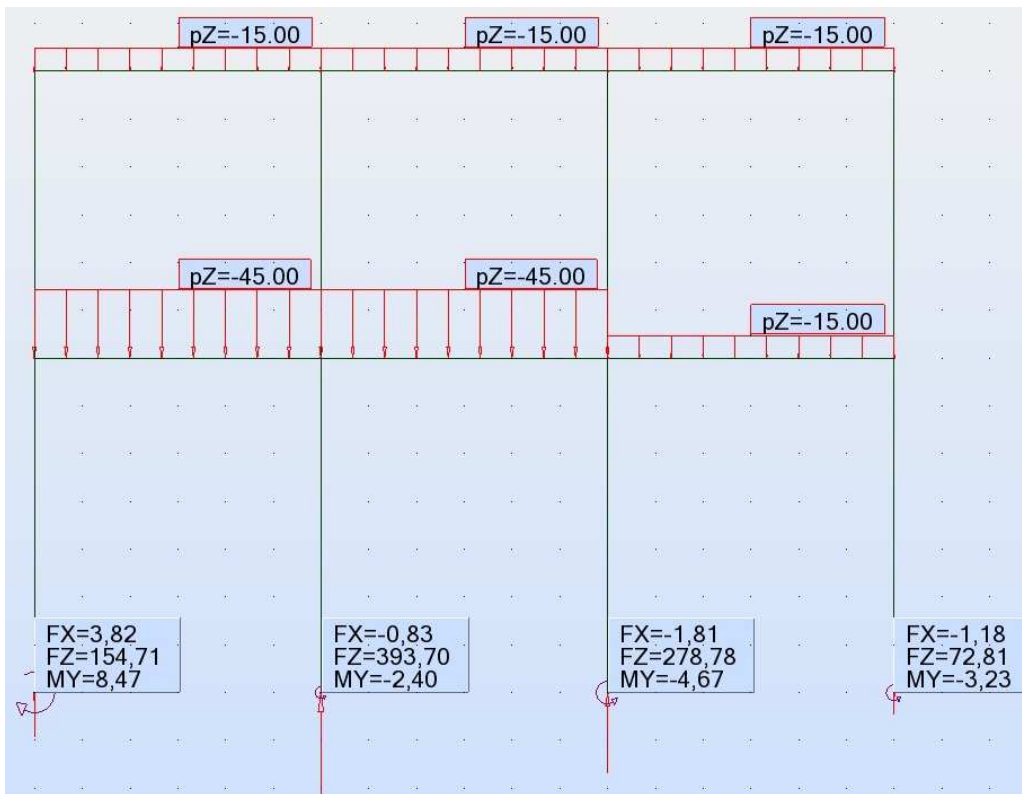 pZ=-15.00
pZ=-15.00
pZ=-15.00
pZ=-45.00
pZ=-45.00
pZ=-15.00
FX=3,82
FZ=154,71
MY=8,47
FX=-0,83
FZ=393,70
MY=-2,40
FX=-1,81
FZ=278,78
MY=-4,67
FX=-1,18
FZ=72,81
MY=-3,23